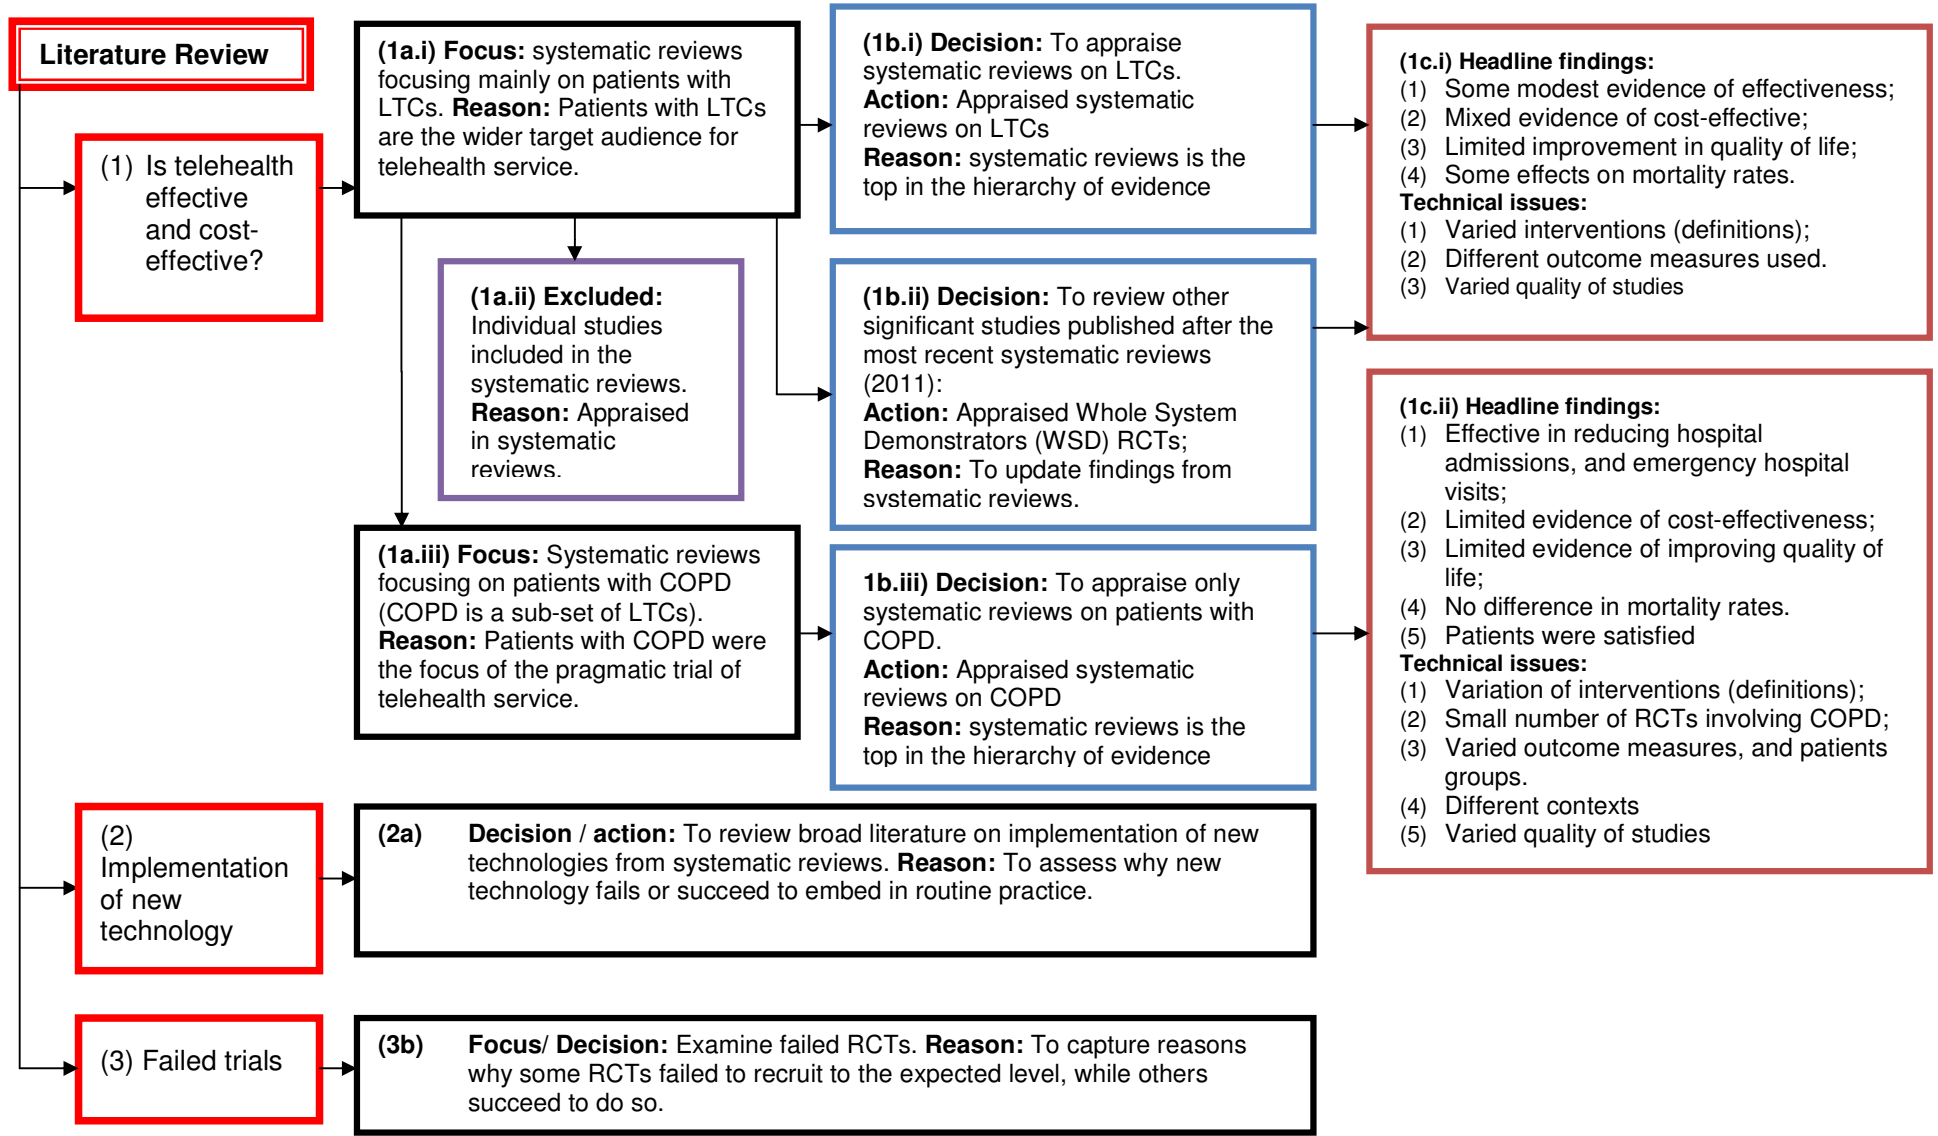 Literature Review
(1) Is telehealth
effective
and cost-
effective?
(1a.i) Focus: systematic reviews
focusing mainly on patients with
LTCs. Reason: Patients with LTCs
are the wider target audience for
telehealth service.
(1b.i) Decision: To appraise
systematic reviews on LTCs.
Action: Appraised systematic
reviews on LTCs
Reason: systematic reviews is the
top in the hierarchy of evidence
(1c.i) Headline findings:
(1) Some modest evidence of effectiveness;
(2) Mixed evidence of cost-effective;
(3) Limited improvement in quality of life;
(4) Some effects on mortality rates.
Technical issues:
(1) Varied interventions (definitions);
(2) Different outcome measures used.
(3) Varied quality of studies
(1a.ii) Excluded:
Individual studies
included in the
systematic reviews.
Reason: Appraised
in systematic
reviews.
(1b.ii) Decision: To review other
significant studies published after the
most recent systematic reviews
(2011):
Action: Appraised Whole System
Demonstrators (WSD) RCTs;
Reason: To update findings from
systematic reviews.
(1a.iii) Focus: Systematic reviews
focusing on patients with COPD
(COPD is a sub-set of LTCs).
Reason: Patients with COPD were
the focus of the pragmatic trial of
telehealth service.
1b.iii) Decision: To appraise only
systematic reviews on patients with
COPD.
Action: Appraised systematic
reviews on COPD
Reason: systematic reviews is the
top in the hierarchy of evidence
(1c.ii) Headline findings:
(1) Effective in reducing hospital
admissions, and emergency hospital
visits;
(2) Limited evidence of cost-effectiveness;
(3) Limited evidence of improving quality of
life;
(4) No difference in mortality rates.
(5) Patients were satisfied
Technical issues:
(1) Variation of interventions (definitions);
(2) Small number of RCTs involving COPD;
(3) Varied outcome measures, and patients
groups.
(4) Different contexts
(5) Varied quality of studies
(2)
Implementation
of new
technology
(2a) Decision / action: To review broad literature on implementation of new
technologies from systematic reviews. Reason: To assess why new
technology fails or succeed to embed in routine practice.
(3) Failed trials
(3b) Focus/ Decision: Examine failed RCTs. Reason: To capture reasons
why some RCTs failed to recruit to the expected level, while others
succeed to do so.